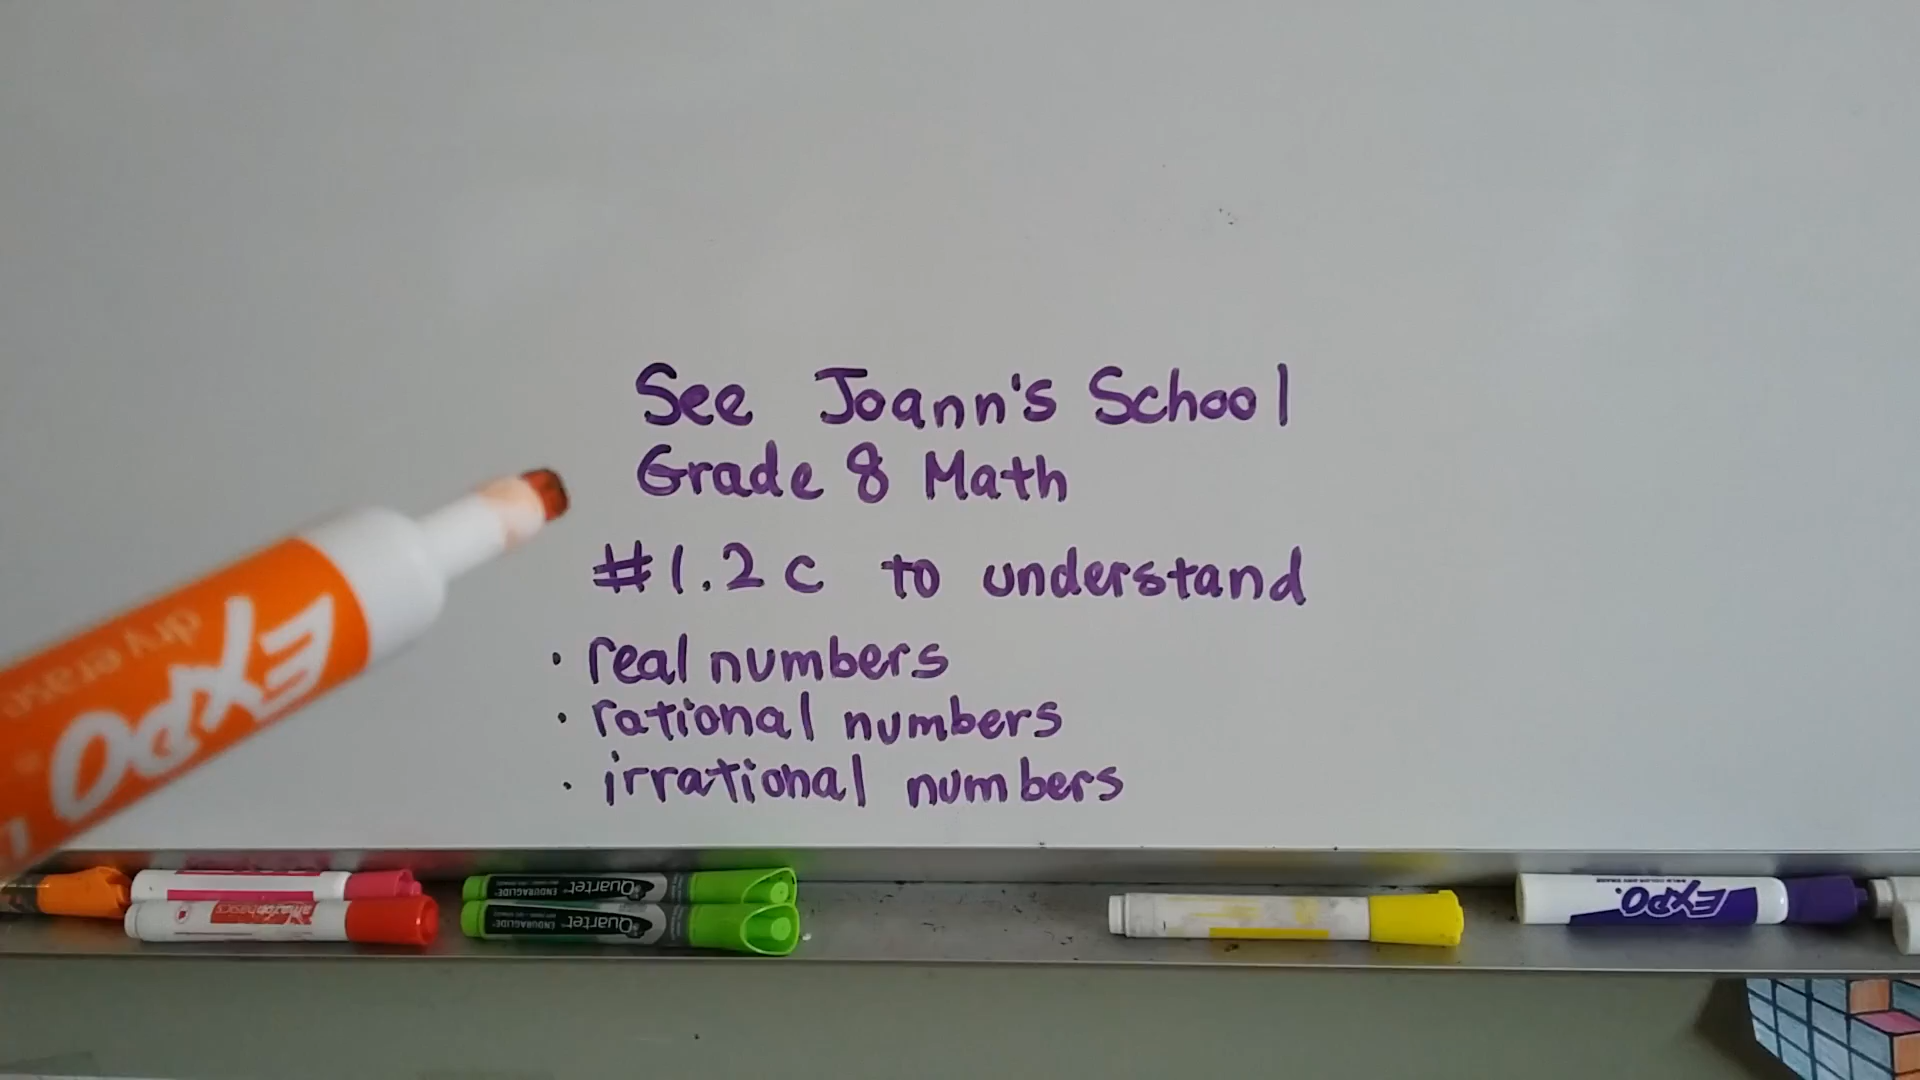 See Joann's School
Grade 8 Math
#1.2c to understand
· real numbers
· rational numbers
· irrational numbers
EXPO
dry erase
Quartet
ENDURAGLIDE
Quartet
ENDURAGLIDE
amazonbasics
EXPO